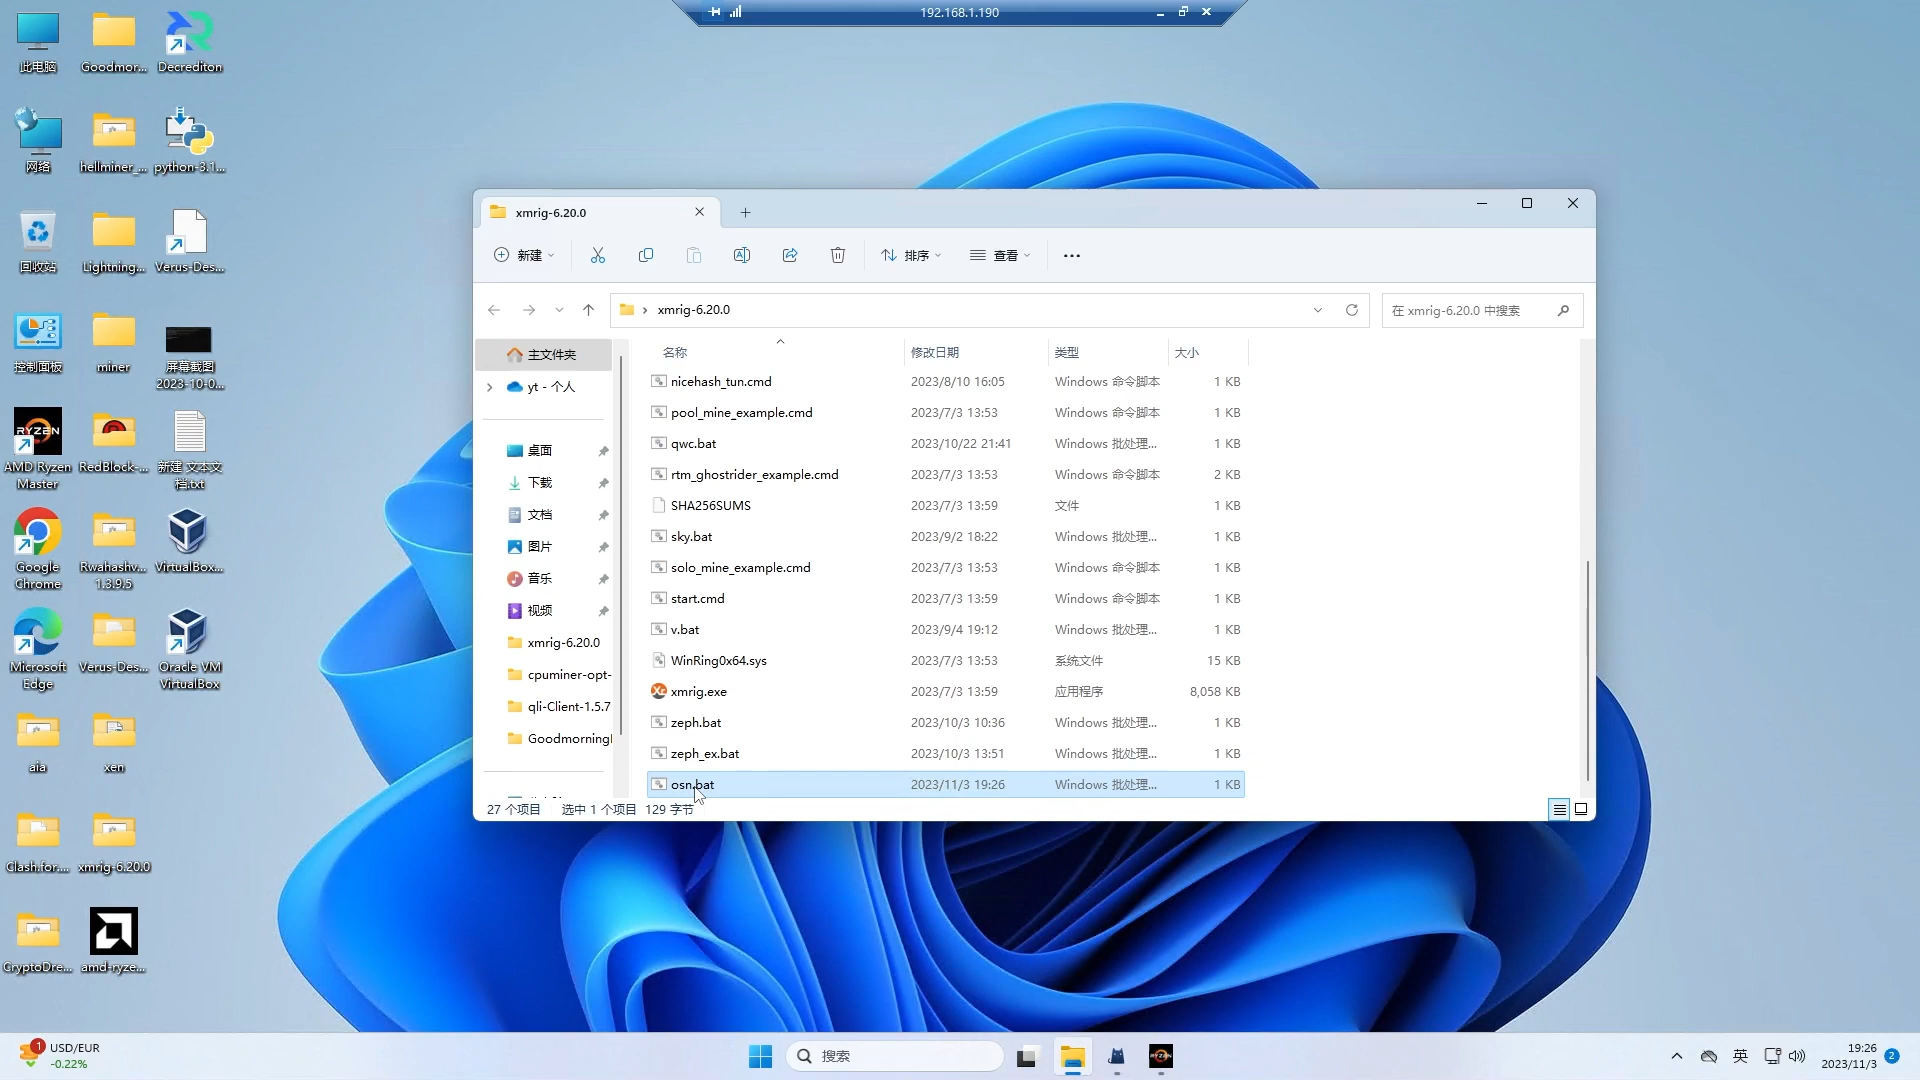 192.168.1.190
此电脑
Goodmor...
Decrediton
网络
hellminer_...
python-3.1...
回收站
Lightning...
Verus-Des...
控制面板
miner
屏幕截图
2023-10-0...
RYZEN
AMD Ryzen
Master
RedBlock-...
新建 文本文
档.txt
Google
Chrome
Rwahashv...
1.3.9.5
VirtualBox...
Microsoft
Edge
Verus-Des...
Oracle VM
VirtualBox
aia
xen
Clash.for....
xmrig-6.20.0
CryptoDre...
amd-ryze...
xmrig-6.20.0
新建
排序
查看
xmrig-6.20.0
在 xmrig-6.20.0 中搜索
主文件夹
yt - 个人
桌面
下载
文档
图片
音乐
视频
xmrig-6.20.0
cpuminer-opt-
qli-Client-1.5.7
Goodmorning
名称 修改日期 类型 大小
nicehash_tun.cmd 2023/8/10 16:05 Windows 命令脚本 1 KB
pool_mine_example.cmd 2023/7/3 13:53 Windows 命令脚本 1 KB
qwc.bat 2023/10/22 21:41 Windows 批处理... 1 KB
rtm_ghostrider_example.cmd 2023/7/3 13:53 Windows 命令脚本 2 KB
SHA256SUMS 2023/7/3 13:59 文件 1 KB
sky.bat 2023/9/2 18:22 Windows 批处理... 1 KB
solo_mine_example.cmd 2023/7/3 13:53 Windows 命令脚本 1 KB
start.cmd 2023/7/3 13:59 Windows 命令脚本 1 KB
v.bat 2023/9/4 19:12 Windows 批处理... 1 KB
WinRing0x64.sys 2023/7/3 13:53 系统文件 15 KB
xmrig.exe 2023/7/3 13:59 应用程序 8,058 KB
zeph.bat 2023/10/3 10:36 Windows 批处理... 1 KB
zeph_ex.bat 2023/10/3 13:51 Windows 批处理... 1 KB
osn.bat 2023/11/3 19:26 Windows 批处理... 1 KB
27 个项目 选中 1 个项目 129 字节
1
USD/EUR
-0.22%
搜索
英
19:26
2023/11/3
2